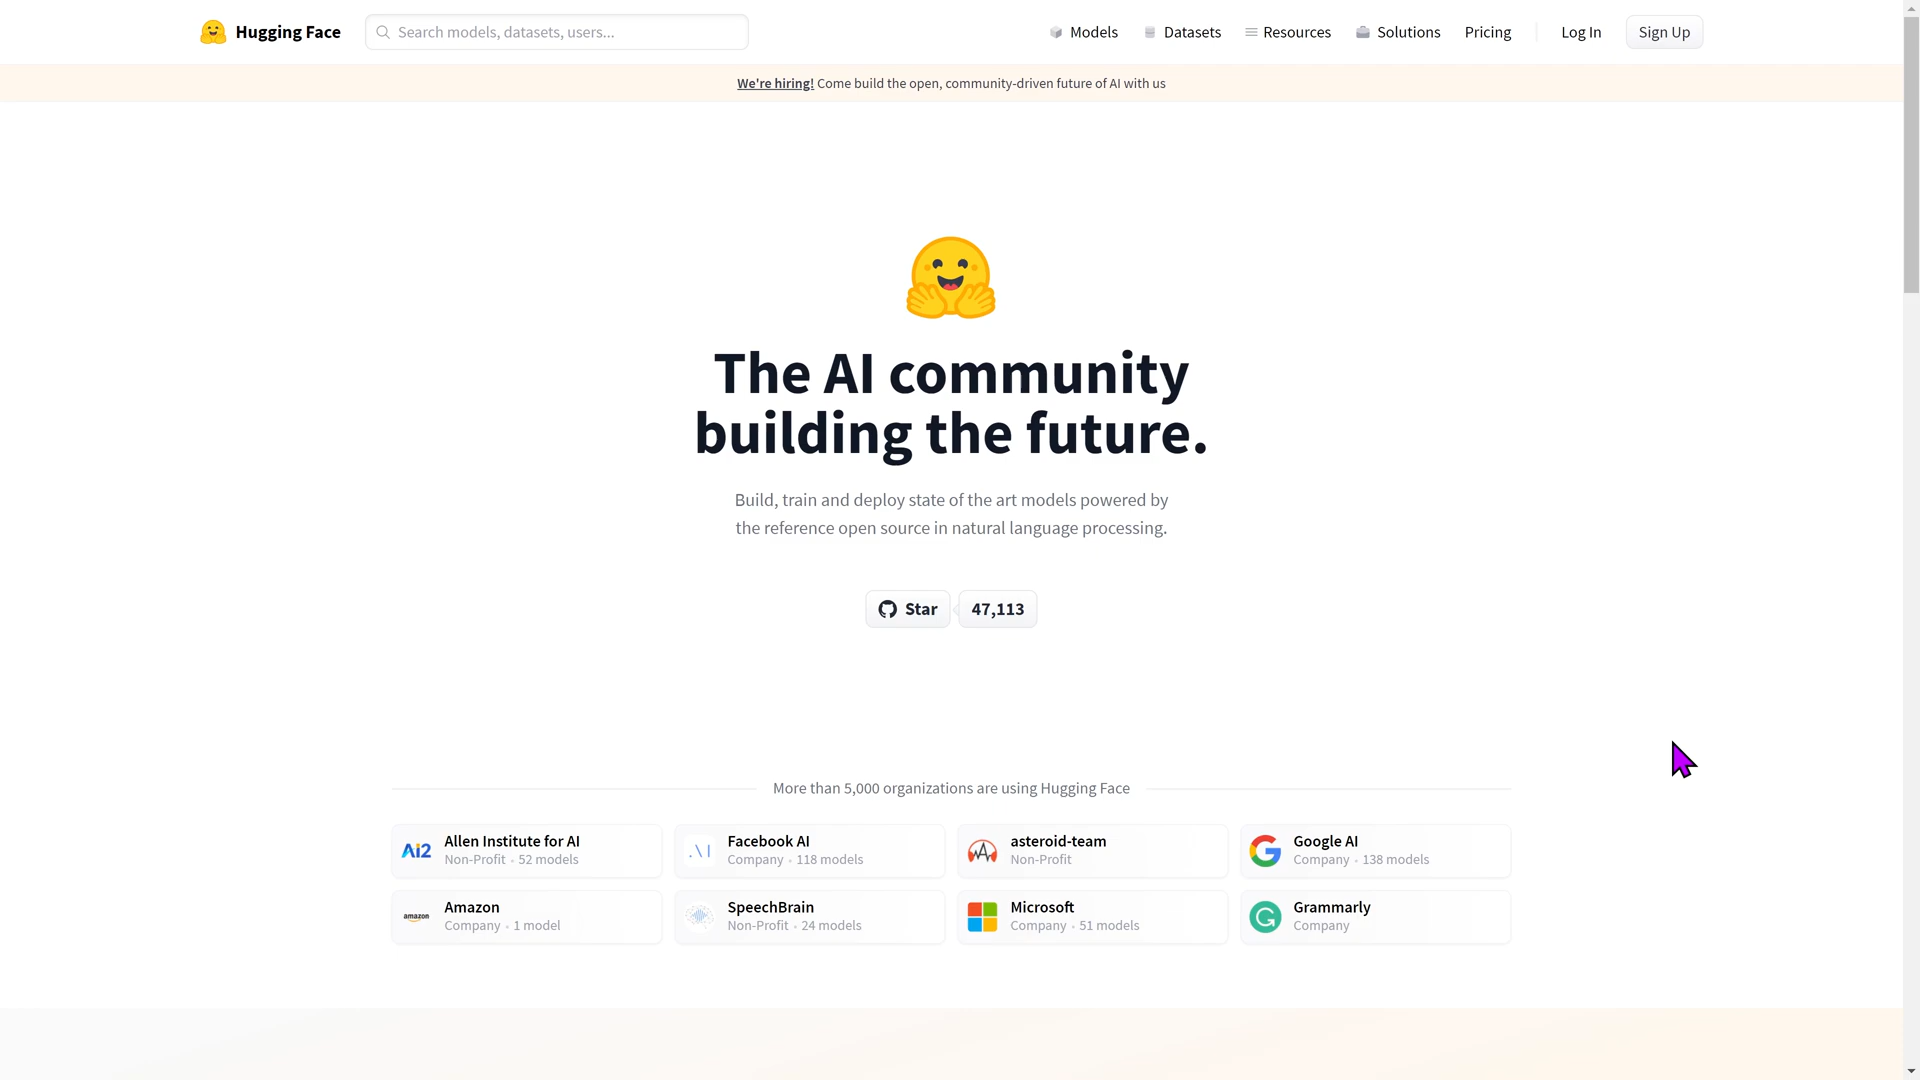 Hugging Face
Search models, datasets, users...
Models
Datasets
Resources
Solutions
Pricing
Log In
Sign Up
We're hiring! Come build the open, community-driven future of AI with us
The AI community
building the future.
Build, train and deploy state of the art models powered by
the reference open source in natural language processing.
Star
47,113
More than 5,000 organizations are using Hugging Face
Ai2
Allen Institute for AI
Non-Profit • 52 models
Facebook AI
Company • 118 models
asteroid-team
Non-Profit
Google AI
Company • 138 models
amazon
Amazon
Company • 1 model
SpeechBrain
Non-Profit • 24 models
Microsoft
Company • 51 models
Grammarly
Company